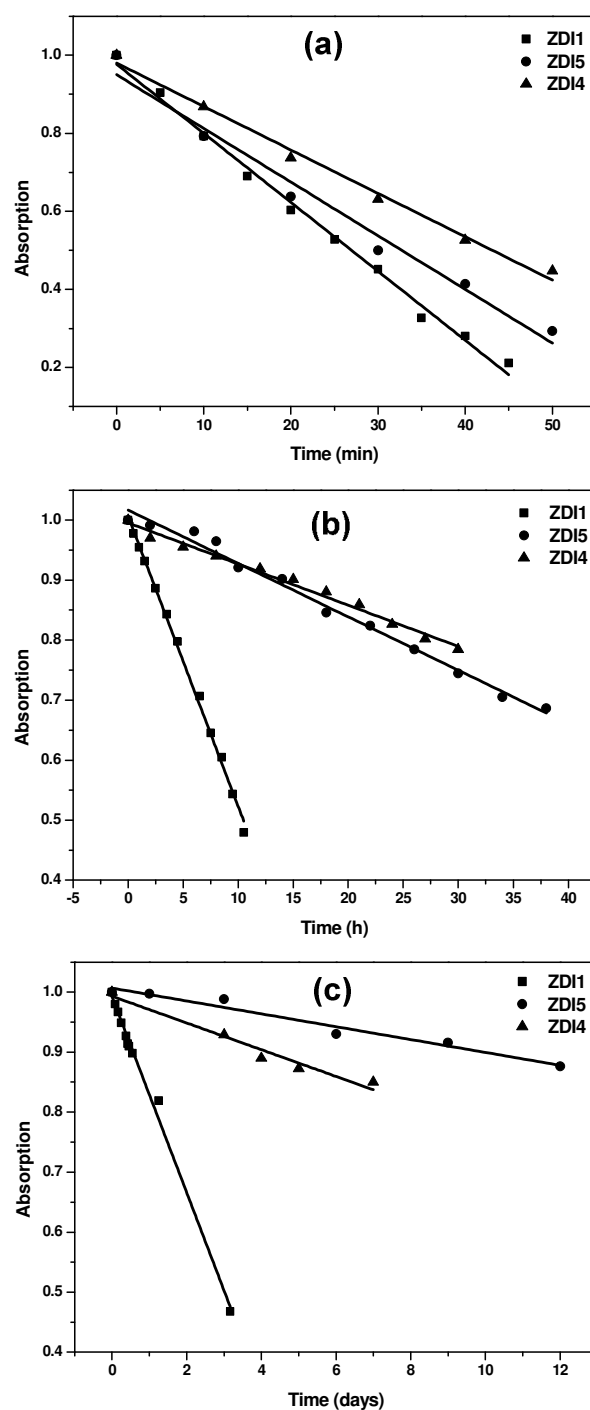 (a)
ZDI1
ZDI5
ZDI4
1.0
0.8
0.6
0.4
0.2
Absorption
0
10
20
30
40
50
Time (min)
(b)
ZDI1
ZDI5
ZDI4
1.0
0.9
0.8
0.7
0.6
0.5
0.4
Absorption
-5
0
5
10
15
20
25
30
35
40
Time (h)
(c)
ZDI1
ZDI5
ZDI4
1.0
0.9
0.8
0.7
0.6
0.5
0.4
Absorption
0
2
4
6
8
10
12
Time (days)